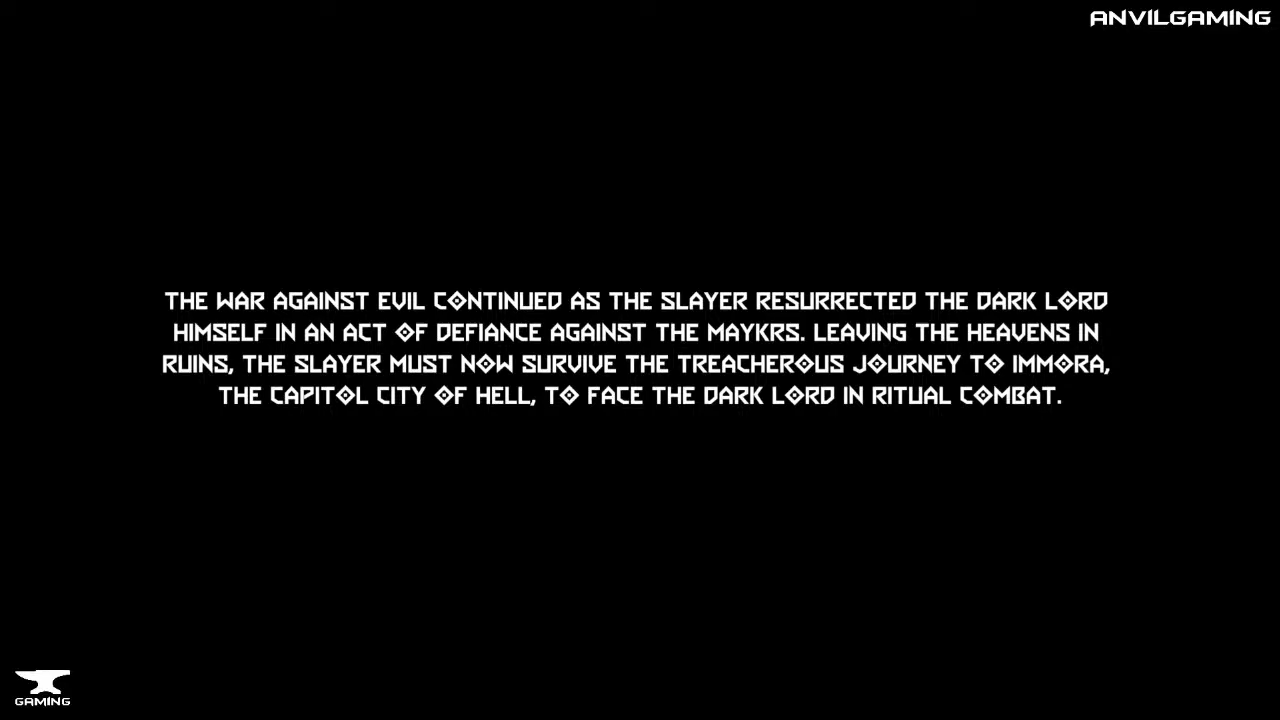 ANVILGAMING
THE WAR AGAINST EVIL CONTINUED AS THE SLAYER RESURRECTED THE DARK LORD
HIMSELF IN AN ACT OF DEFIANCE AGAINST THE MAYKRS. LEAVING THE HEAVENS IN
RUINS, THE SLAYER MUST NOW SURVIVE THE TREACHEROUS JOURNEY TO IMMORA,
THE CAPITOL CITY OF HELL, TO FACE THE DARK LORD IN RITUAL COMBAT.
GAMING